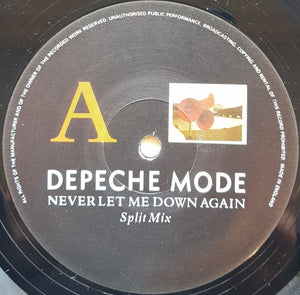 ALL RIGHTS OF THE MANUFACTURER AND OF THE OWNER OF THE RECORDED WORK RESERVED. UNAUTHORISED PUBLIC PERFORMANCE, BROADCASTING, COPYING AND RENTAL OF THIS RECORD PROHIBITED. MADE IN ENGLAND
A
DEPECHE MODE
NEVER LET ME DOWN AGAIN
Split Mix